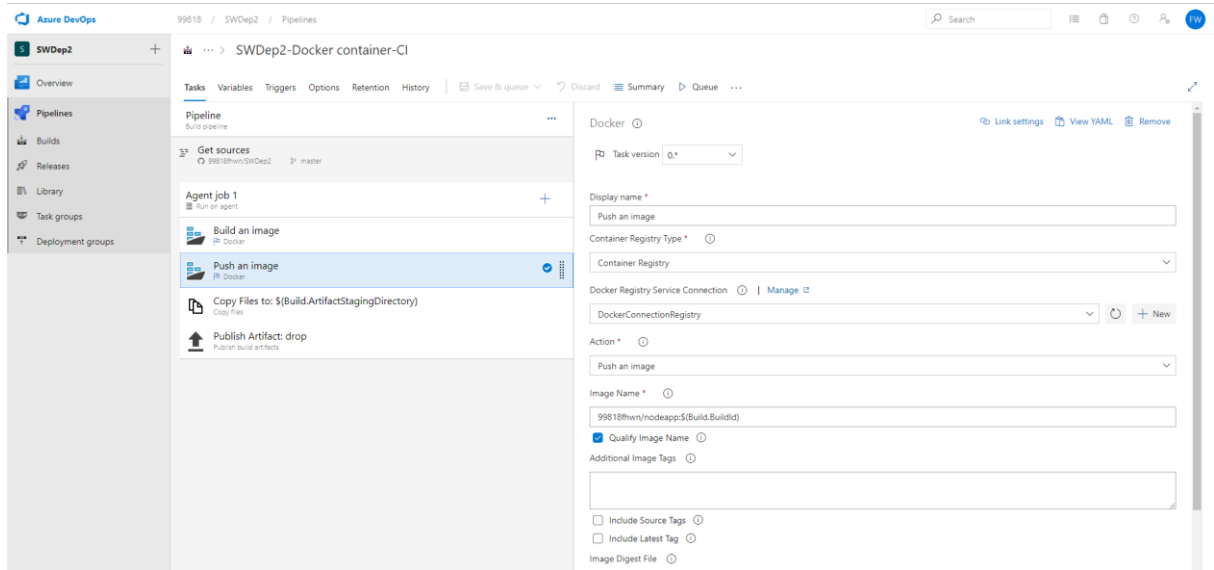 Azure DevOps
99818 / SWDep2 / Pipelines
Search
FW
S SWDep2
... > SWDep2-Docker container-CI
Overview
Pipelines
Builds
Releases
Library
Task groups
Deployment groups
Tasks Variables Triggers Options Retention History Save & queue Discard Summary Queue ...
Pipeline
Build pipeline
Get sources
99818fhwn/SWDep2 master
Agent job 1
Run on agent
Build an image
Docker
Push an image
Docker
Copy Files to: $(Build.ArtifactStagingDirectory)
Copy files
Publish Artifact: drop
Publish build artifacts
Docker
Link settings View YAML Remove
Task version 0.*
Display name *
Push an image
Container Registry Type *
Container Registry
Docker Registry Service Connection | Manage
DockerConnectionRegistry
New
Action *
Push an image
Image Name *
99818fhwn/nodeapp:$(Build.BuildId)
Qualify Image Name
Additional Image Tags
Include Source Tags
Include Latest Tag
Image Digest File